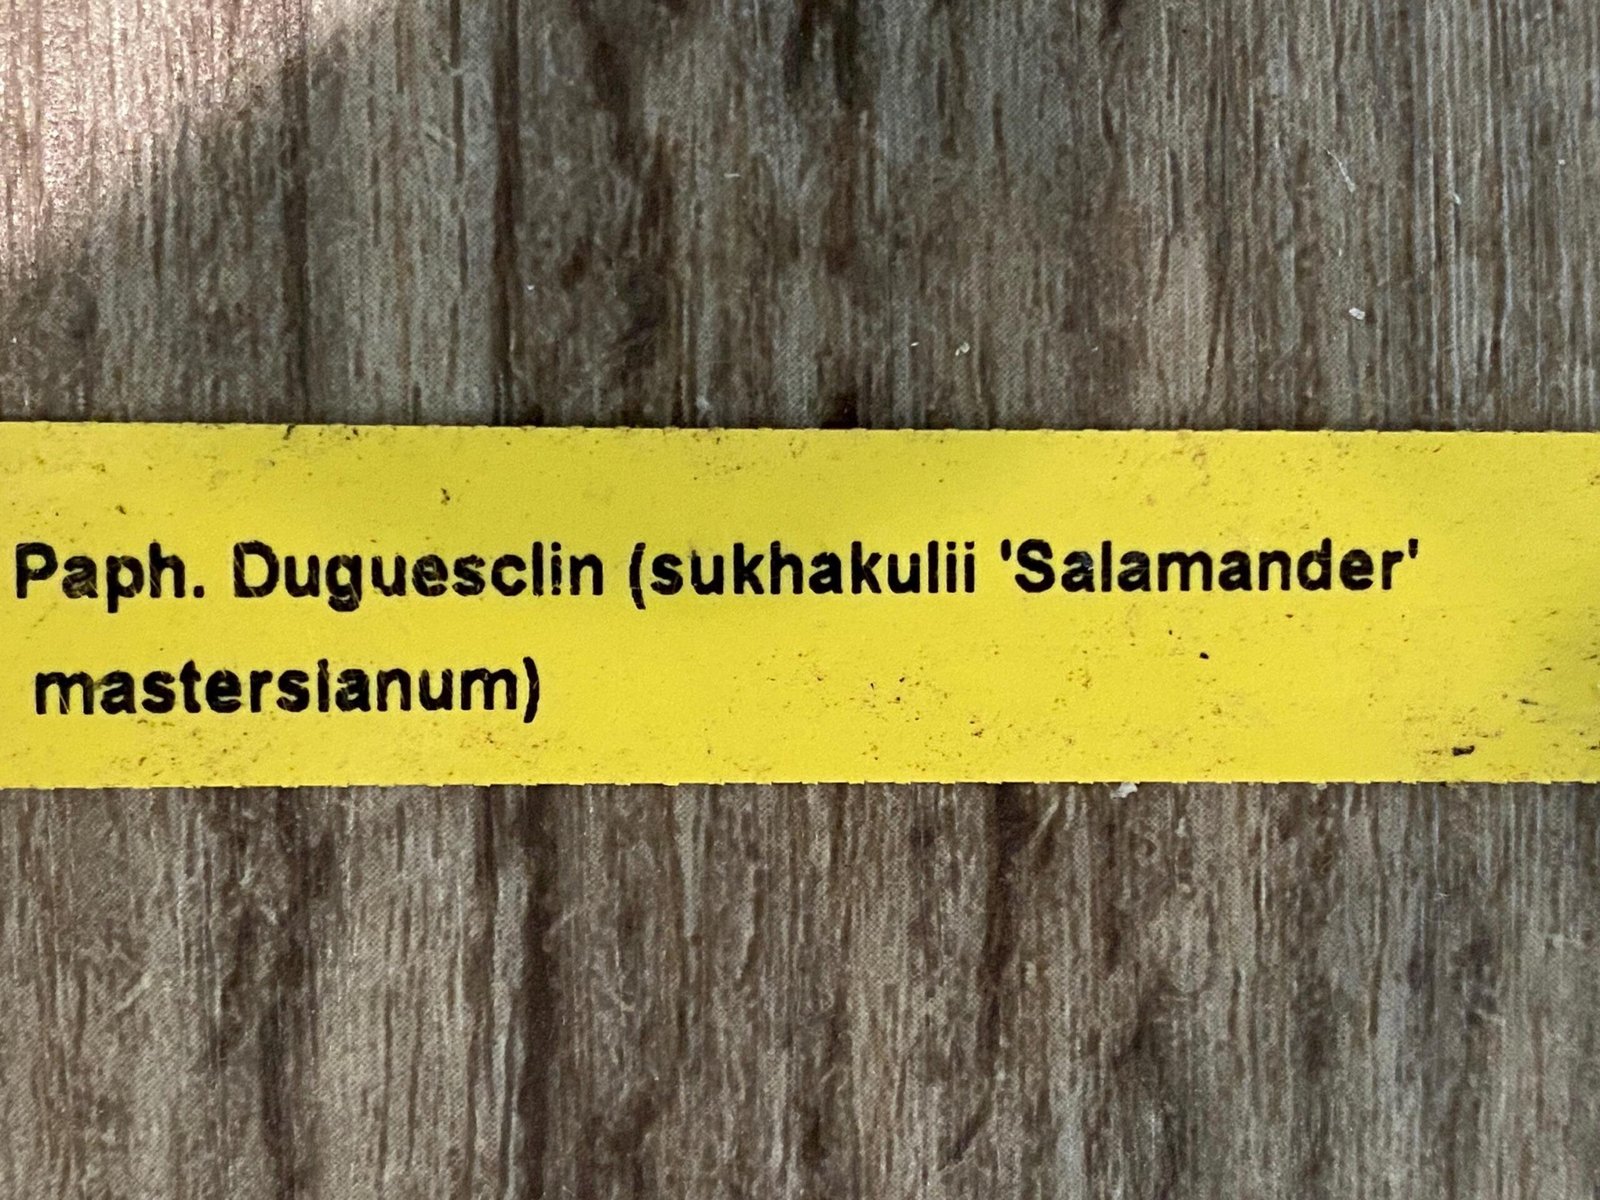 Paph. Duguesclin (sukhakulii 'Salamander'
mastersianum)